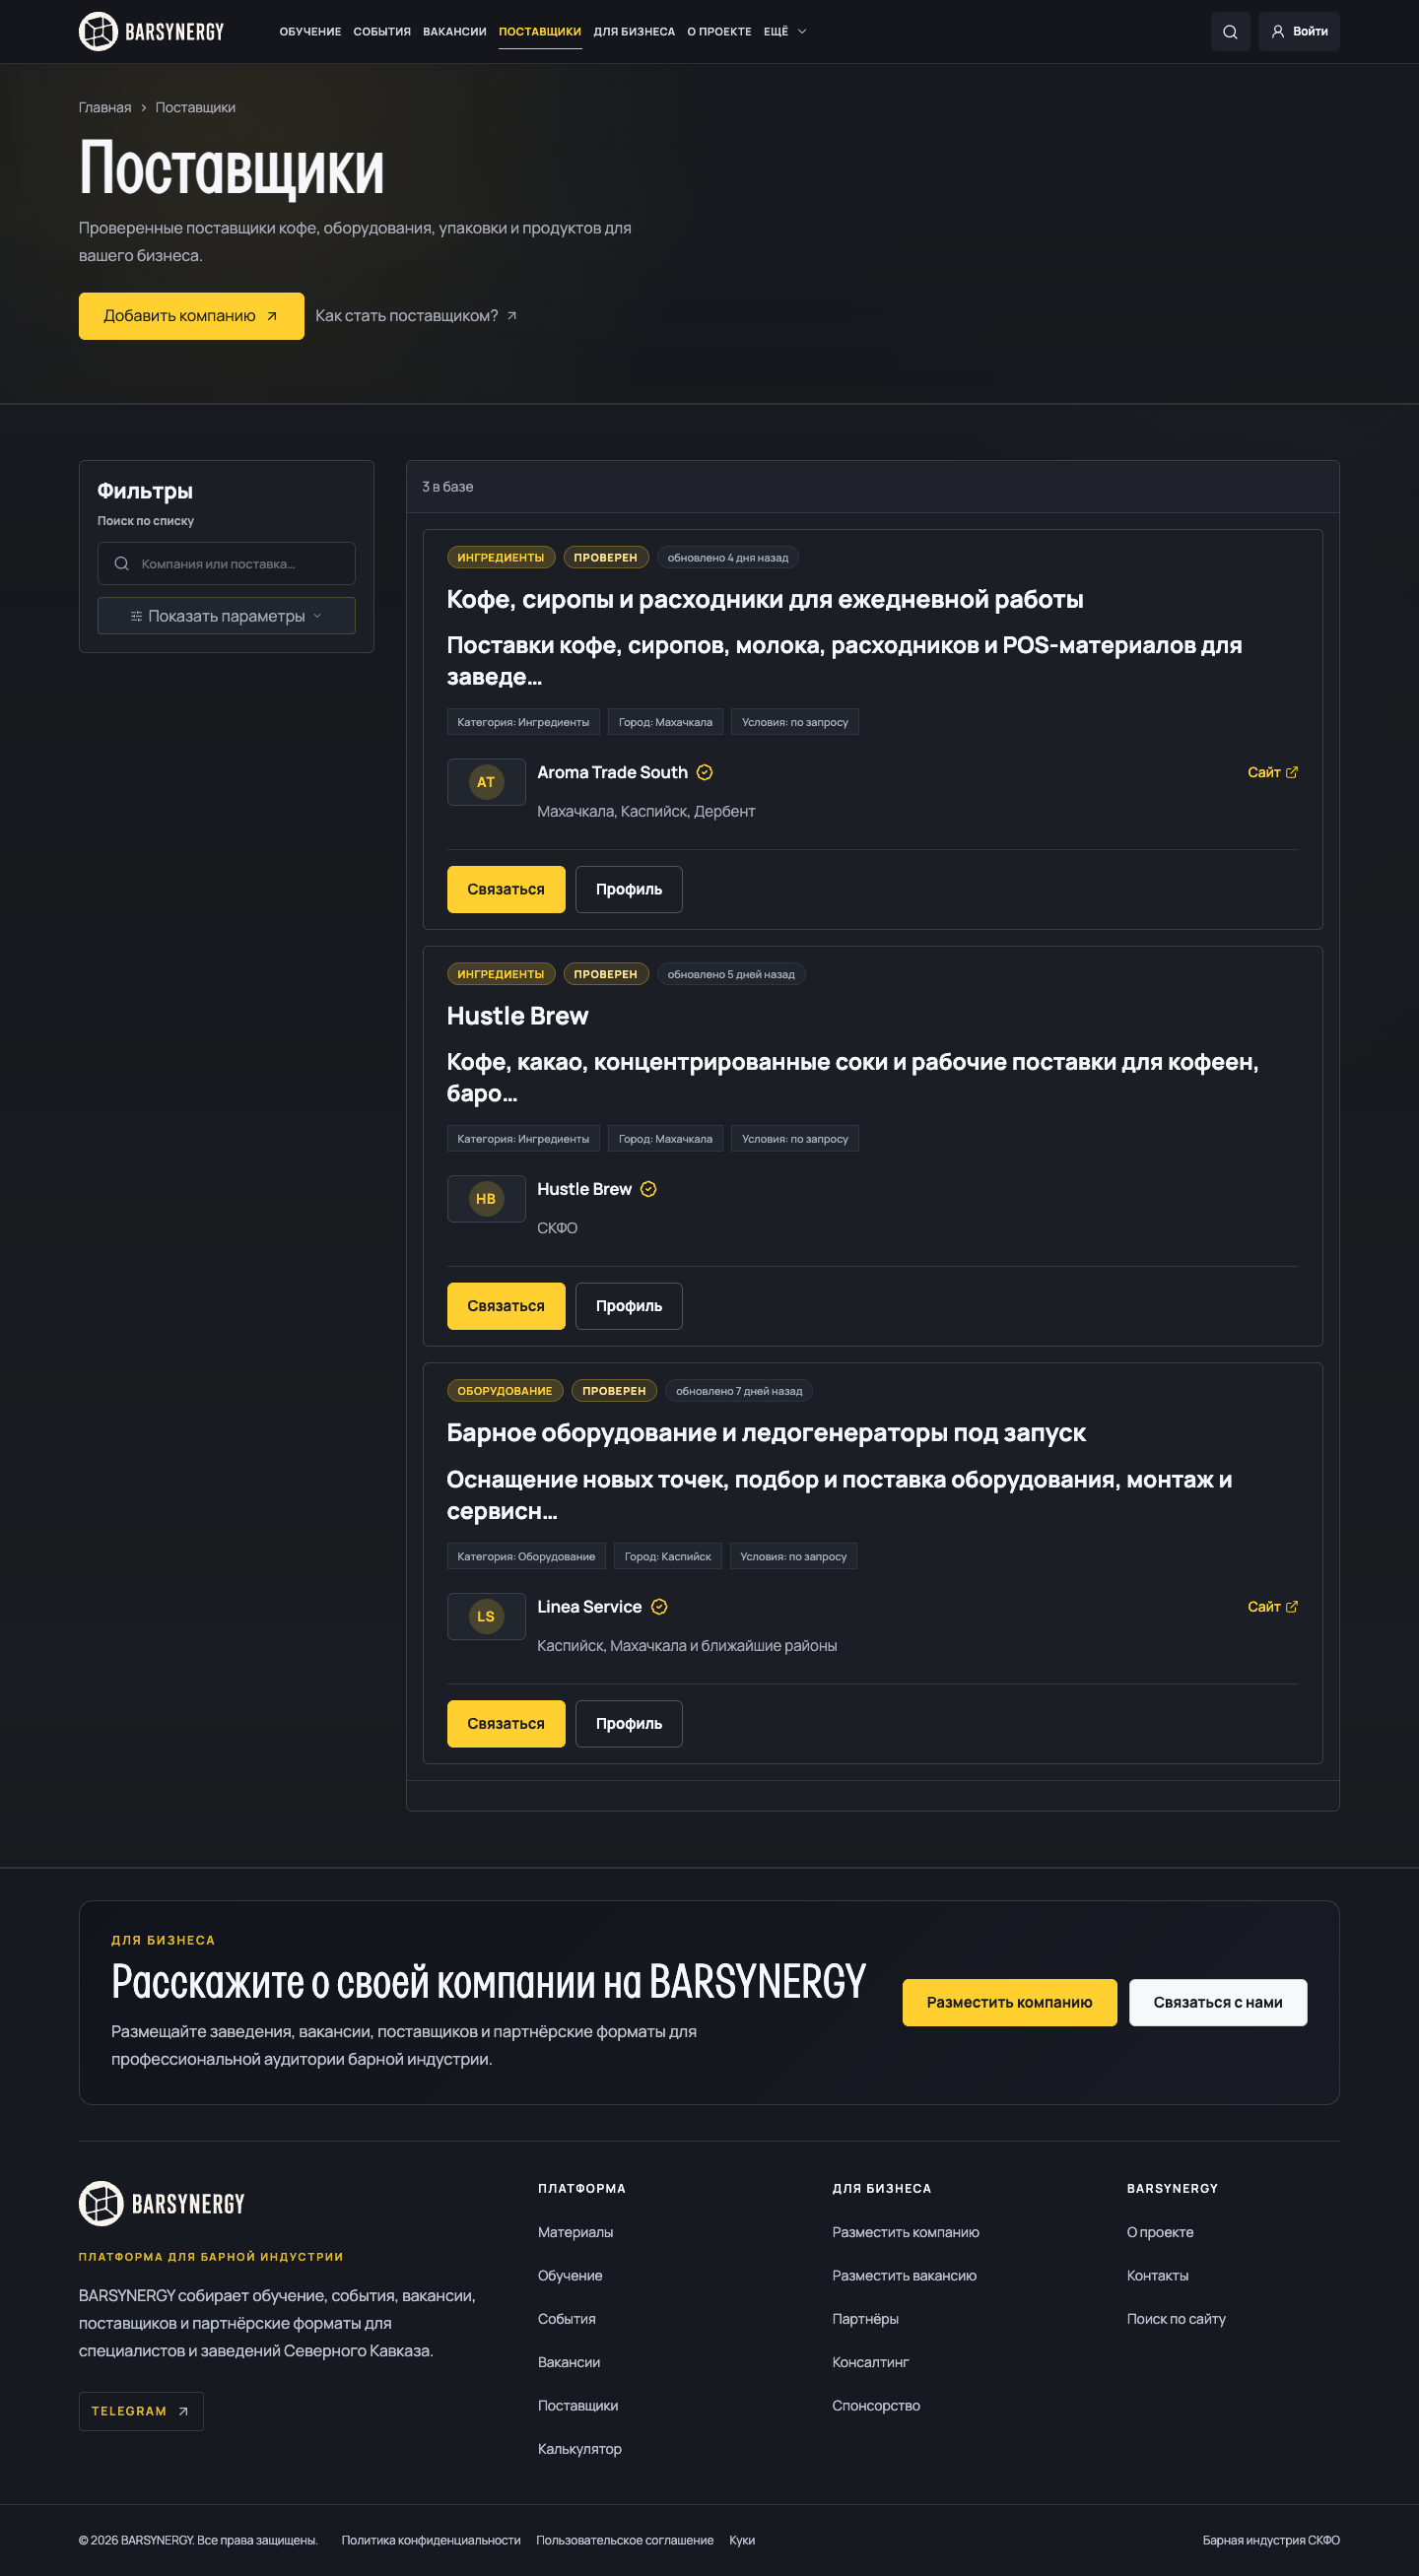 BARSYNERGY
ОБУЧЕНИЕ СОБЫТИЯ ВАКАНСИИ ПОСТАВЩИКИ ДЛЯ БИЗНЕСА О ПРОЕКТЕ ЕЩЁ
Войти
Главная > Поставщики
Поставщики
Проверенные поставщики кофе, оборудования, упаковки и продуктов для
вашего бизнеса.
Добавить компанию
Как стать поставщиком?
Фильтры
Поиск по списку
Компания или поставка...
Показать параметры
3 в базе
ИНГРЕДИЕНТЫ ПРОВЕРЕН обновлено 4 дня назад
Кофе, сиропы и расходники для ежедневной работы
Поставки кофе, сиропов, молока, расходников и POS-материалов для
заведе...
Категория: Ингредиенты Город: Махачкала Условия: по запросу
AT
Aroma Trade South
Сайт
Махачкала, Каспийск, Дербент
Связаться
Профиль
ИНГРЕДИЕНТЫ ПРОВЕРЕН обновлено 5 дней назад
Hustle Brew
Кофе, какао, концентрированные соки и рабочие поставки для кофеен,
баро...
Категория: Ингредиенты Город: Махачкала Условия: по запросу
HB
Hustle Brew
СКФО
Связаться
Профиль
ОБОРУДОВАНИЕ ПРОВЕРЕН обновлено 7 дней назад
Барное оборудование и ледогенераторы под запуск
Оснащение новых точек, подбор и поставка оборудования, монтаж и
сервисн...
Категория: Оборудование Город: Каспийск Условия: по запросу
LS
Linea Service
Сайт
Каспийск, Махачкала и ближайшие районы
Связаться
Профиль
ДЛЯ БИЗНЕСА
Расскажите о своей компании на BARSYNERGY
Размещайте заведения, вакансии, поставщиков и партнёрские форматы для
профессиональной аудитории барной индустрии.
Разместить компанию
Связаться с нами
BARSYNERGY
ПЛАТФОРМА ДЛЯ БАРНОЙ ИНДУСТРИИ
BARSYNERGY собирает обучение, события, вакансии,
поставщиков и партнёрские форматы для
специалистов и заведений Северного Кавказа.
TELEGRAM
ПЛАТФОРМА
Материалы
Обучение
События
Вакансии
Поставщики
Калькулятор
ДЛЯ БИЗНЕСА
Разместить компанию
Разместить вакансию
Партнёры
Консалтинг
Спонсорство
BARSYNERGY
О проекте
Контакты
Поиск по сайту
© 2026 BARSYNERGY. Все права защищены.
Политика конфиденциальности
Пользовательское соглашение
Куки
Барная индустрия СКФО